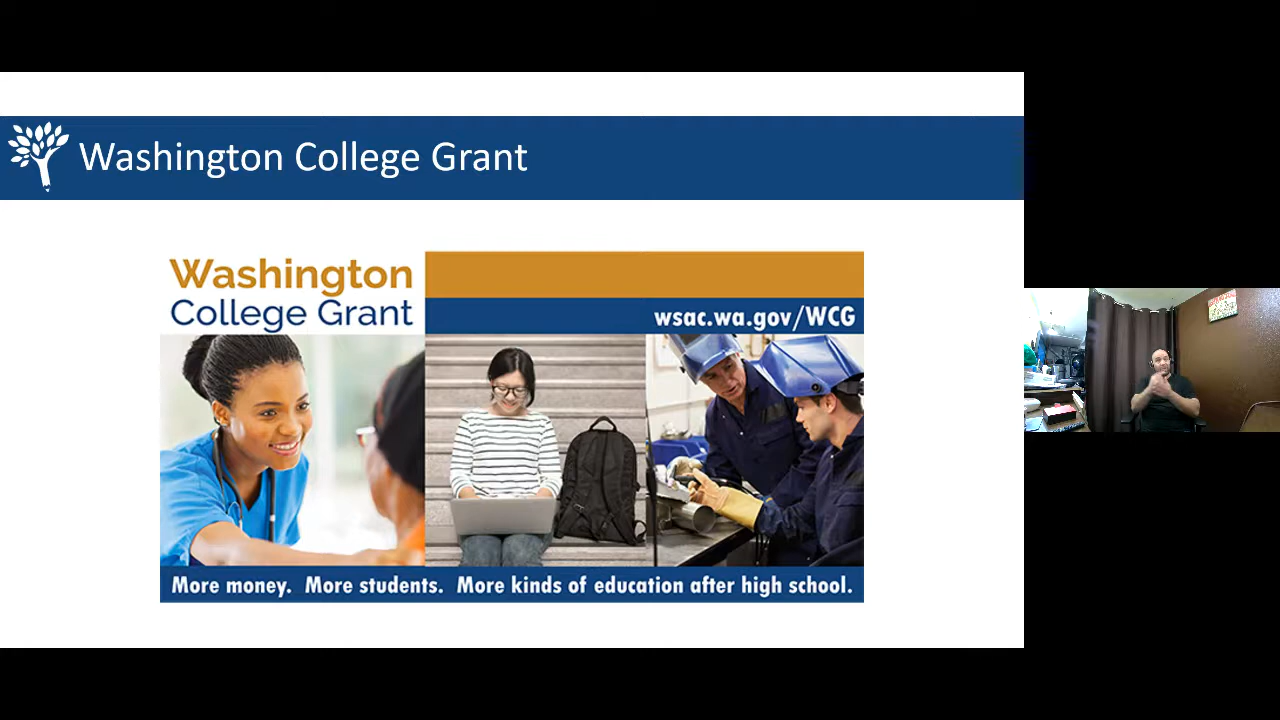 Washington College Grant
Washington
College Grant
wsac.wa.gov/WCG
More money. More students. More kinds of education after high school.